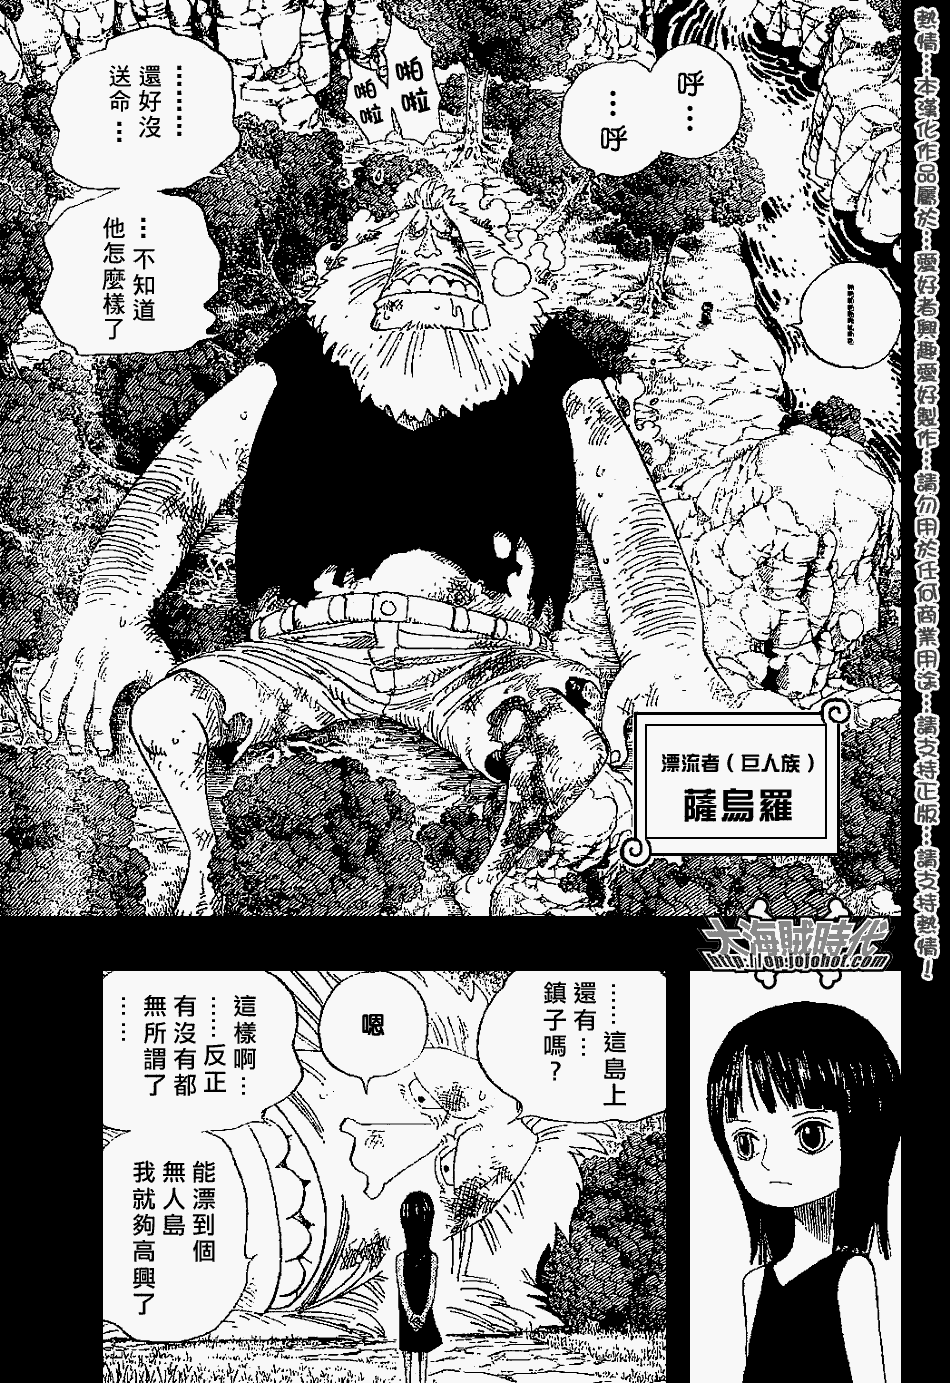 呼…
…呼
啪啦
啪啦
………
還好沒
送命…
…不知道
他怎麼樣了
漂流者（巨人族）
薩烏羅
……這島上
還有…
鎮子嗎？
嗯
這樣啊…
……反正
有沒有都
無所謂了
……
能漂到個
無人島
我就夠高興了
大海賊時代
http://op.jojohot.com
熱情…本漢化作品屬於…愛好者興趣愛好製作…請勿用於任何商業用途…請支持正版…請支持熱情！